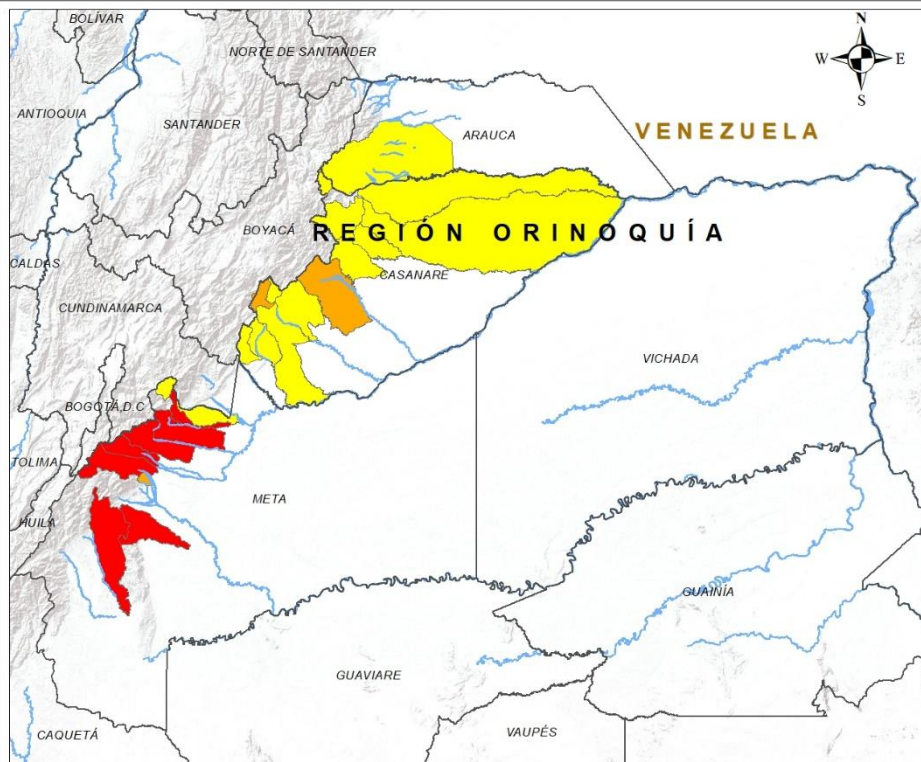 BOLÍVAR
N
NORTE DE SANTANDER
W E
S
ANTIOQUIA
SANTANDER
ARAUCA
VENEZUELA
BOYACÁ
REGIÓN ORINOQUÍA
CALDAS
CASANARE
CUNDINAMARCA
VICHADA
BOGOTÁ,D.C
TOLIMA
META
HUILA
GUAINÍA
GUAVIARE
CAQUETÁ
VAUPÉS